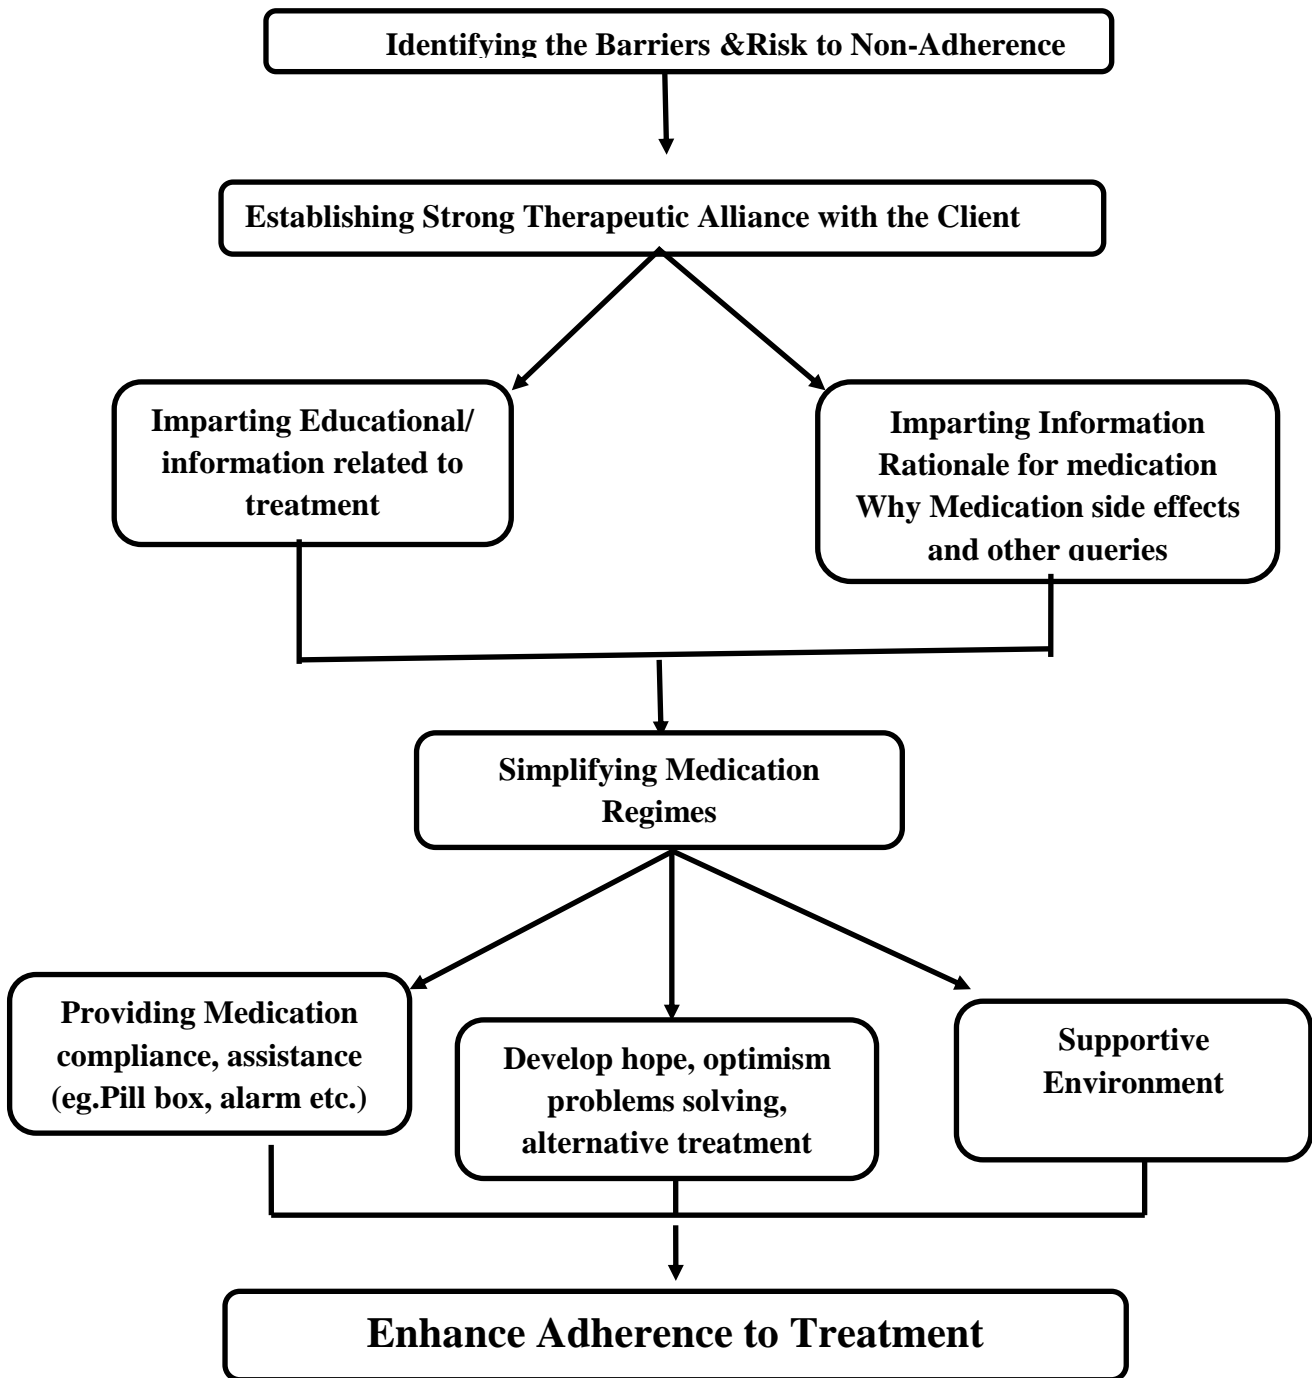 Identifying the Barriers &Risk to Non-Adherence
Establishing Strong Therapeutic Alliance with the Client
Imparting Educational/
information related to
treatment
Imparting Information
Rationale for medication
Why Medication side effects
and other queries
Simplifying Medication
Regimes
Providing Medication
compliance, assistance
(eg.Pill box, alarm etc.)
Develop hope, optimism
problems solving,
alternative treatment
Supportive
Environment
Enhance Adherence to Treatment